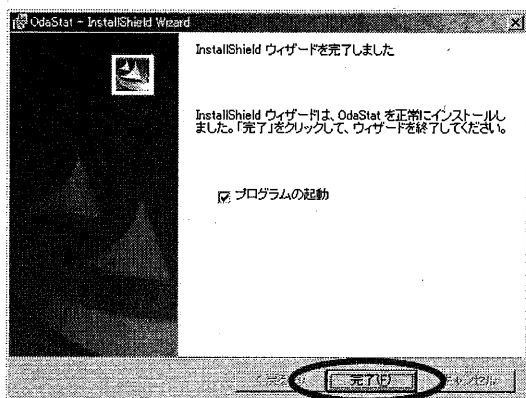 OdaStat - InstallShield Wizard
InstallShield ウィザードを完了しました
InstallShield ウィザードは、OdaStat を正常にインストールし
ました。「完了」をクリックして、ウィザードを終了してください。
プログラムの起動
完了(F)